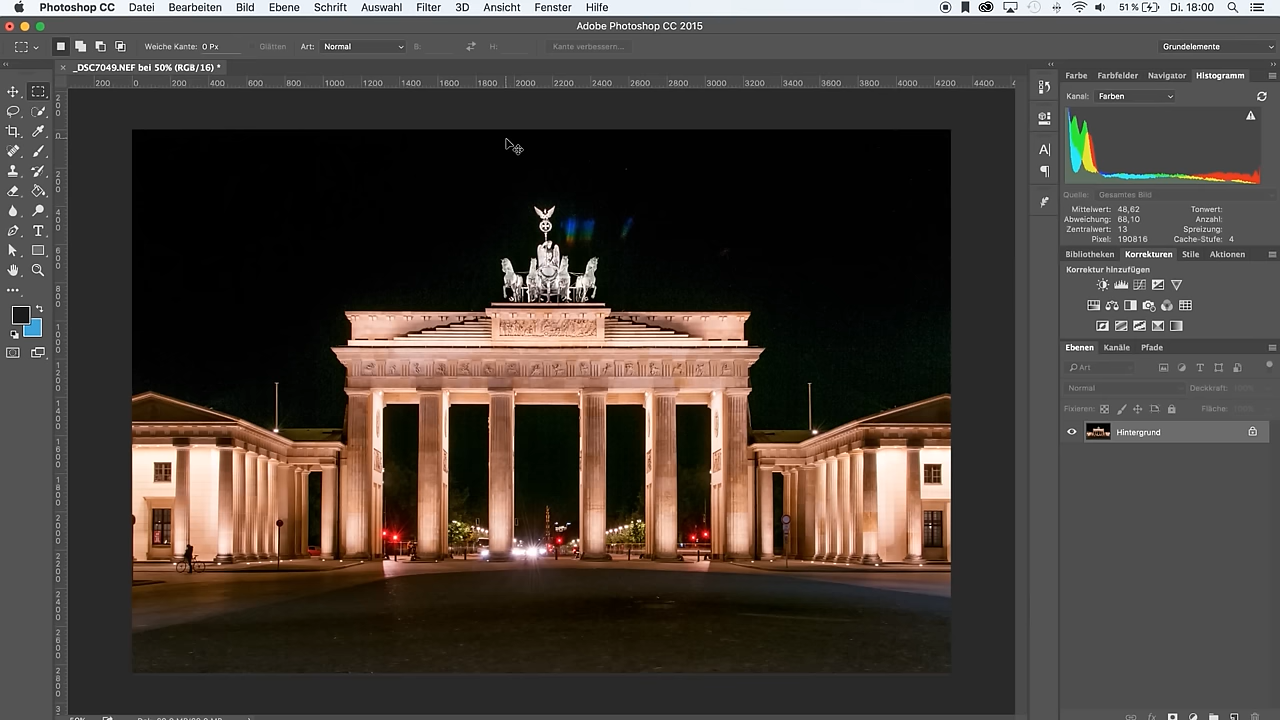 Photoshop CC Datei Bearbeiten Bild Ebene Schrift Auswahl Filter 3D Ansicht Fenster Hilfe 51 % Di. 18:00
Adobe Photoshop CC 2015
Weiche Kante: 0 Px Glätten Art: Normal B: H: Kante verbessern... Grundelemente
_DSC7049.NEF bei 50% (RGB/16) *
200 0 200 400 600 800 1000 1200 1400 1600 1800 2000 2200 2400 2600 2800 3000 3200 3400 3600 3800 4000 4200 4400
Farbe Farbfelder Navigator Histogramm
Kanal: Farben
Quelle: Gesamtes Bild
Mittelwert: 48,62 Tonwert:
Abweichung: 68,10 Anzahl:
Zentralwert: 13 Spreizung:
Pixel: 190816 Cache-Stufe: 4
Bibliotheken Korrekturen Stile Aktionen
Korrektur hinzufügen
Ebenen Kanäle Pfade
Art
Normal Deckkraft: 100%
Fixieren: Fläche:
Hintergrund